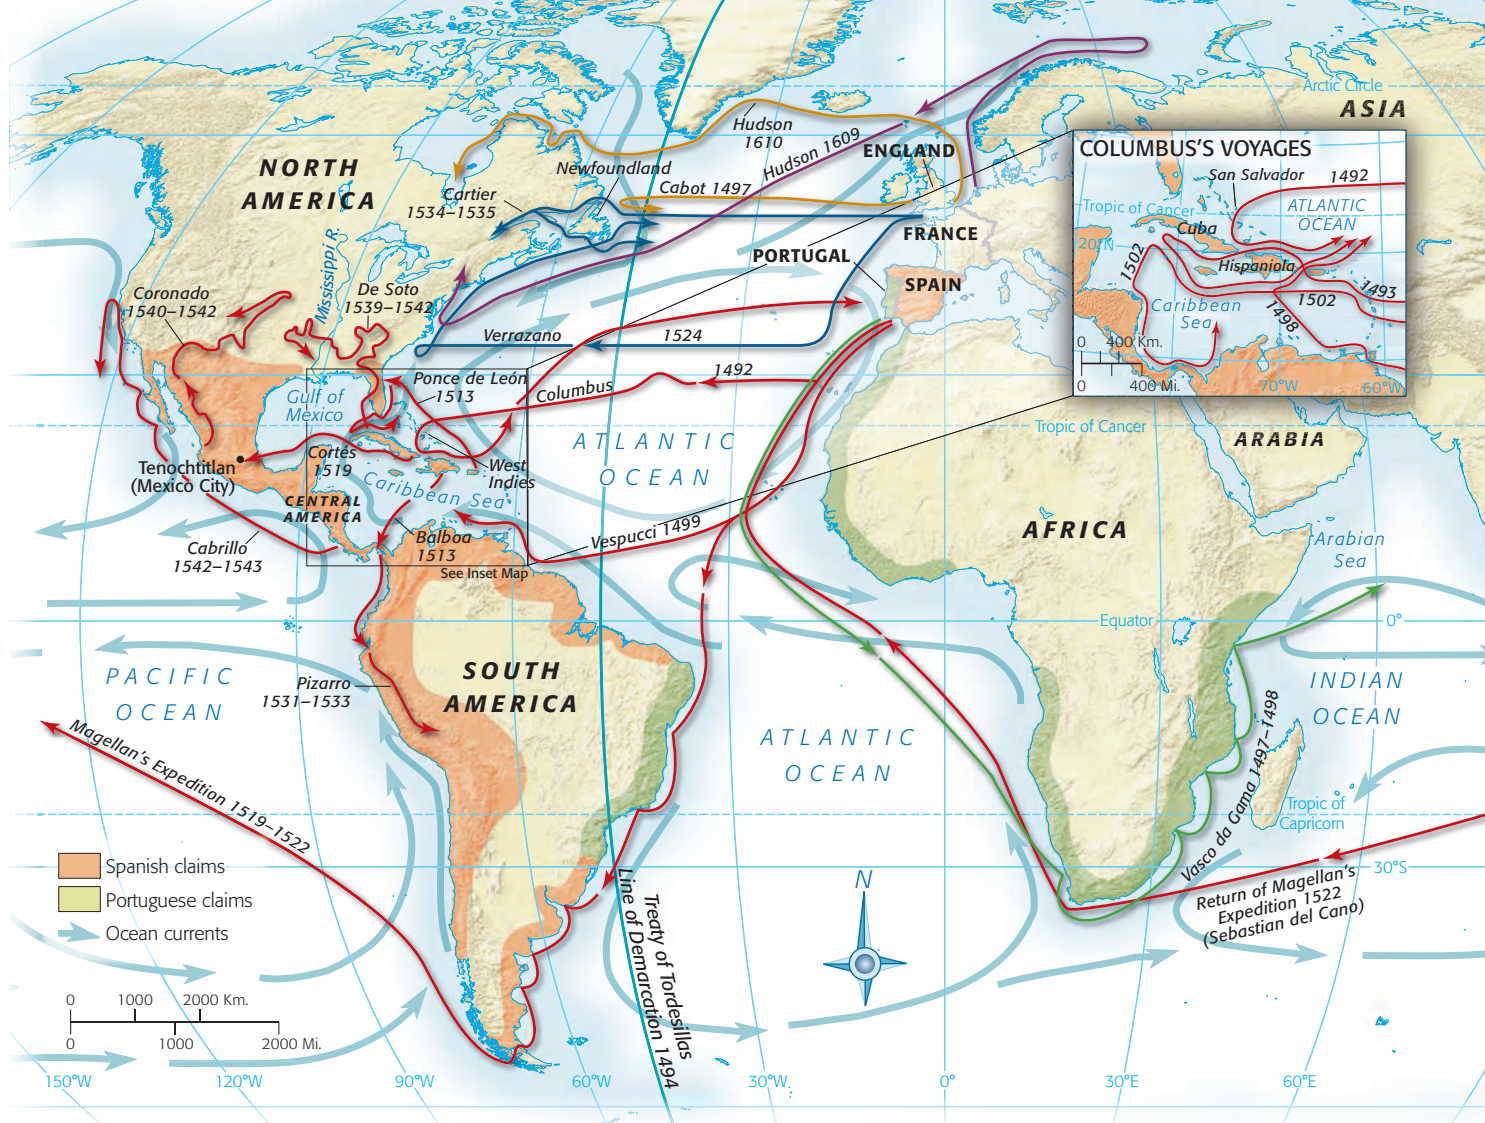 Arctic Circle
ASIA
Hudson
1610
Hudson 1609
ENGLAND
NORTH
AMERICA
Newfoundland
Cartier
1534–1535
Cabot 1497
FRANCE
PORTUGAL
SPAIN
COLUMBUS'S VOYAGES
San Salvador
1492
Tropic of Cancer
ATLANTIC
OCEAN
20°N
Cuba
Hispaniola
1502
1502
1493
1498
Caribbean
Sea
0 400 Km.
0 400 Mi.
70°W
60°W
Mississippi R.
Coronado
1540–1542
De Soto
1539–1542
Verrazano
1524
Columbus
1492
Ponce de León
1513
Gulf of
Mexico
Tropic of Cancer
ARABIA
ATLANTIC
OCEAN
Cortés
1519
West
Indies
Tenochtitlan
(Mexico City)
Caribbean Sea
CENTRAL
AMERICA
Vespucci 1499
AFRICA
Balboa
1513
Cabrillo
1542–1543
See Inset Map
Arabian
Sea
Equator
0°
PACIFIC
OCEAN
SOUTH
AMERICA
Pizarro
1531–1533
INDIAN
OCEAN
ATLANTIC
OCEAN
Magellan's Expedition 1519–1522
Vasco da Gama 1497–1498
Tropic of
Capricorn
30°S
Return of Magellan's
Expedition 1522
(Sebastian del Cano)
Spanish claims
Portuguese claims
Ocean currents
N
Treaty of Tordesillas
Line of Demarcation 1494
0 1000 2000 Km.
0 1000 2000 Mi.
150°W
120°W
90°W
60°W
30°W
0°
30°E
60°E